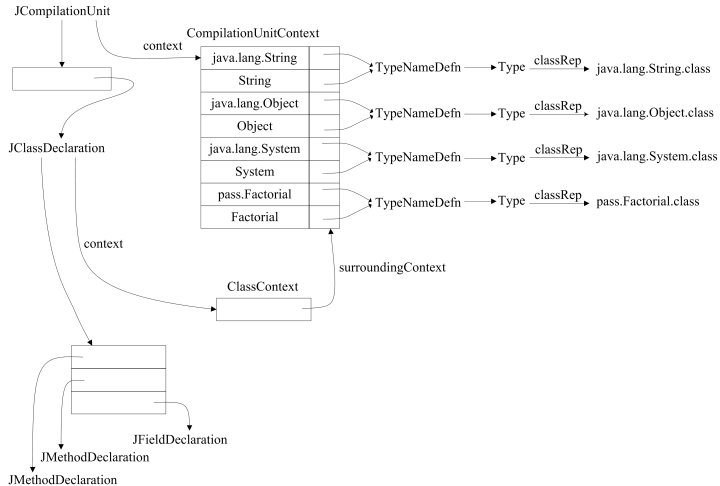 JCompilationUnit
context
CompilationUnitContext
java.lang.String
String
TypeNameDefn
Type
classRep
java.lang.String.class
java.lang.Object
Object
TypeNameDefn
Type
classRep
java.lang.Object.class
java.lang.System
System
TypeNameDefn
Type
classRep
java.lang.System.class
pass.Factorial
Factorial
TypeNameDefn
Type
classRep
pass.Factorial.class
JClassDeclaration
context
surroundingContext
ClassContext
JFieldDeclaration
JMethodDeclaration
JMethodDeclaration